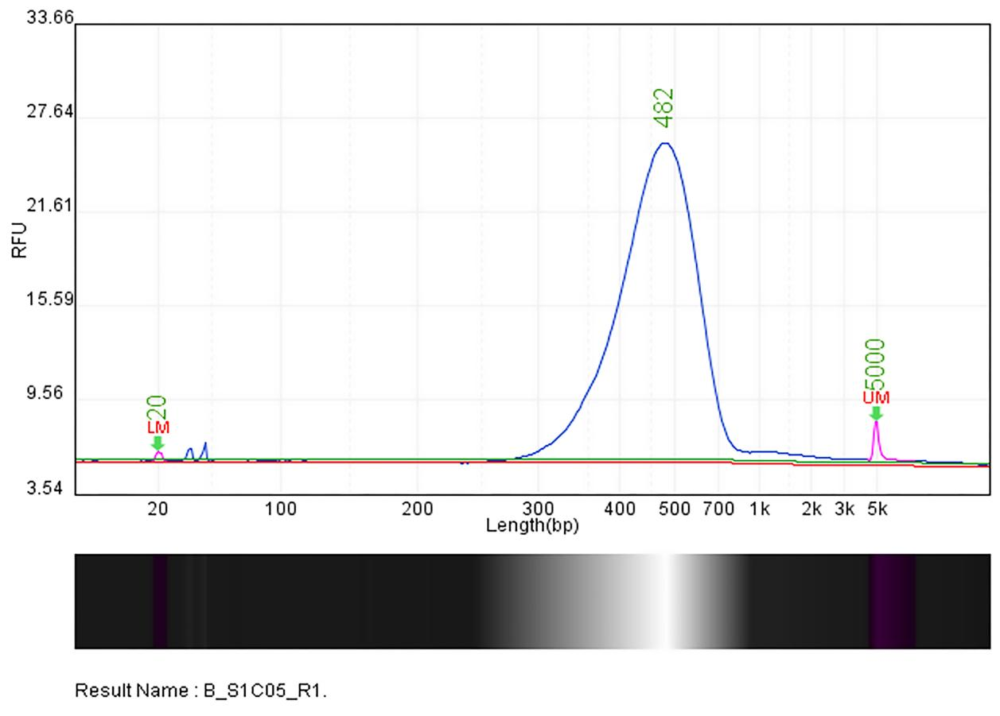 33.66
482
27.64
21.61
RFU
15.59
5000
9.56
UM
20
LM
3.54
20 100 200 300 400 500 700 1k 2k 3k 5k
Length(bp)
Result Name : B_S1C05_R1.